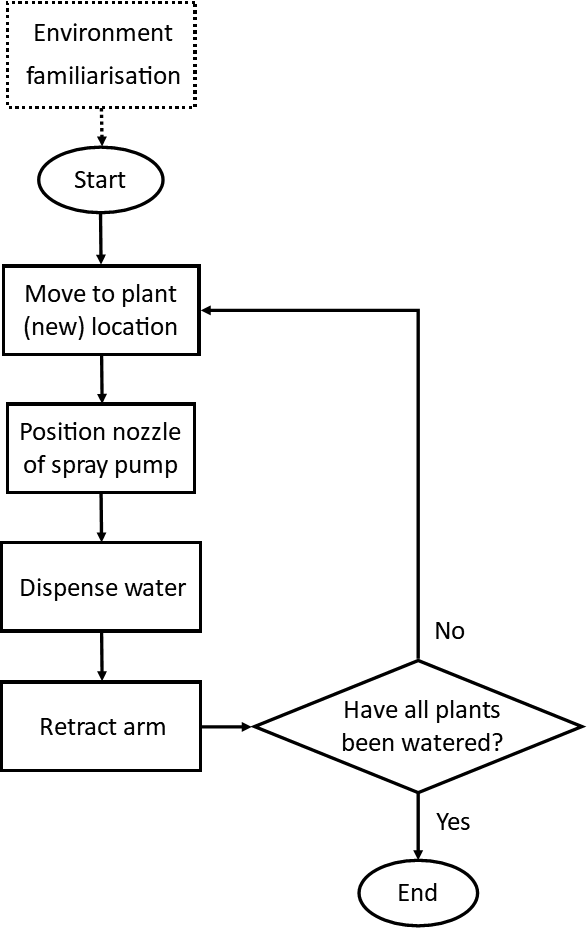 Environment
familiarisation
Start
Move to plant
(new) location
Position nozzle
of spray pump
Dispense water
Retract arm
Have all plants
been watered?
No
Yes
End